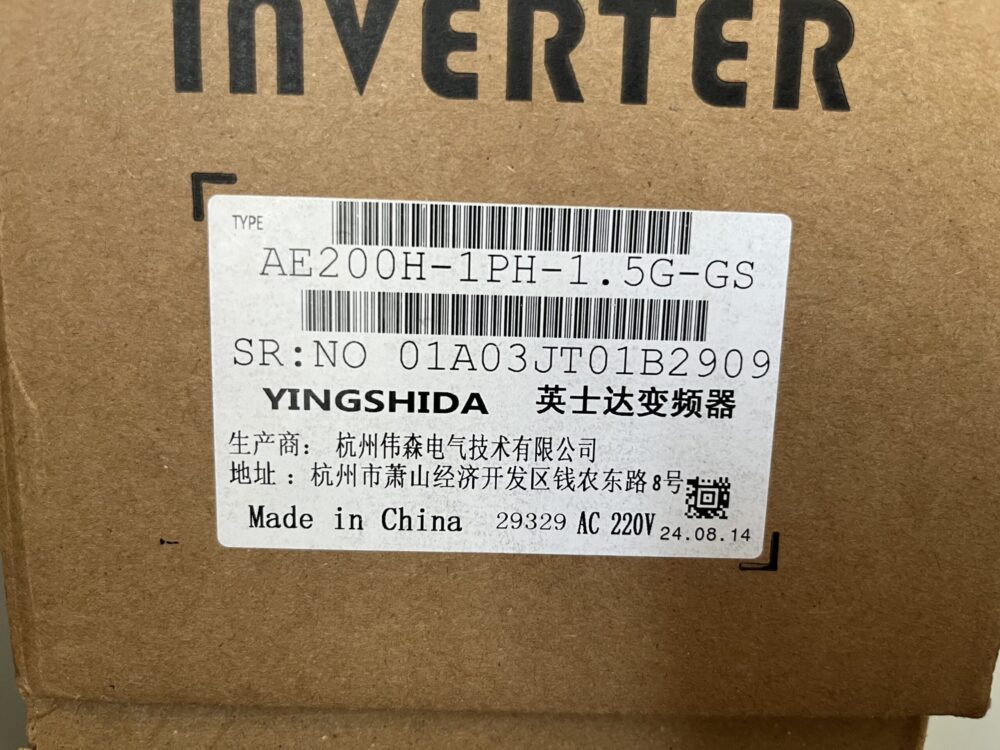 INVERTER
TYPE
AE200H-1PH-1.5G-GS
SR:NO 01A03JT01B2909
YINGSHIDA 英士达变频器
生产商： 杭州伟森电气技术有限公司
地址 ：杭州市萧山经济开发区钱农东路8号
Made in China 29329 AC 220V 24.08.14